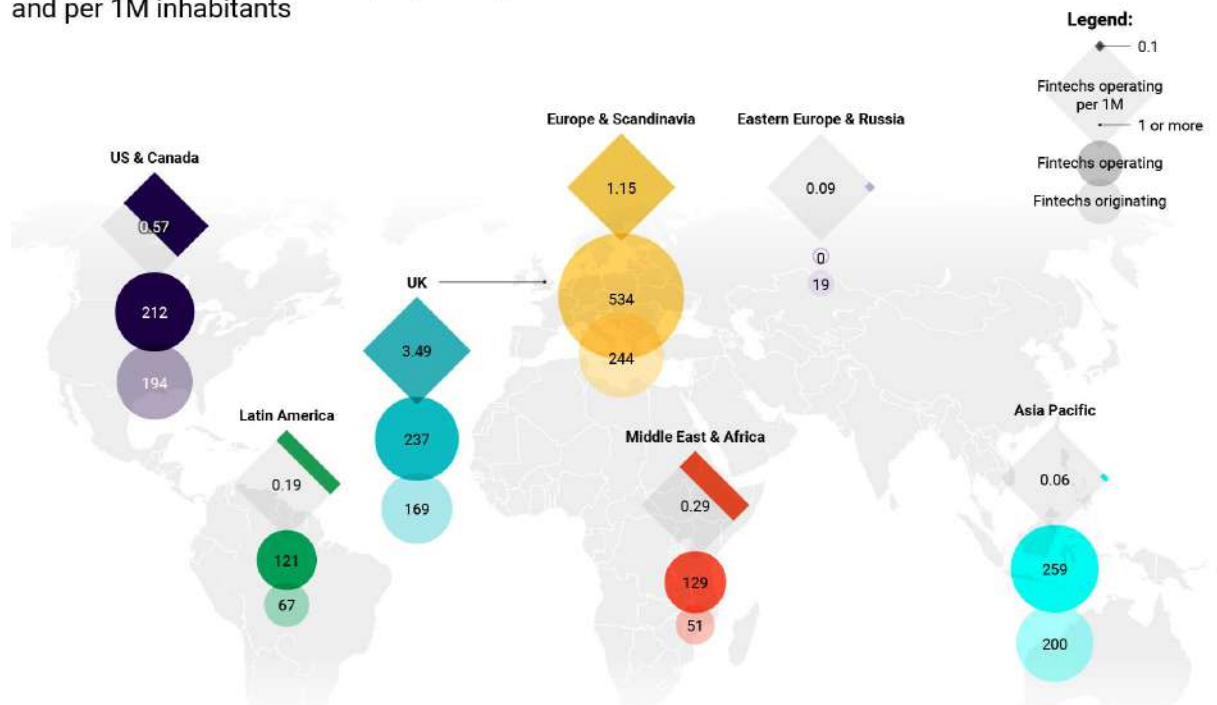 and per 1M inhabitants
Legend:
0.1
Fintechs operating
per 1M
1 or more
Fintechs operating
Fintechs originating
US & Canada
0.57
212
194
Latin America
0.19
121
67
UK
3.49
237
169
Europe & Scandinavia
1.15
534
244
Eastern Europe & Russia
0.09
0
19
Middle East & Africa
0.29
129
51
Asia Pacific
0.06
259
200